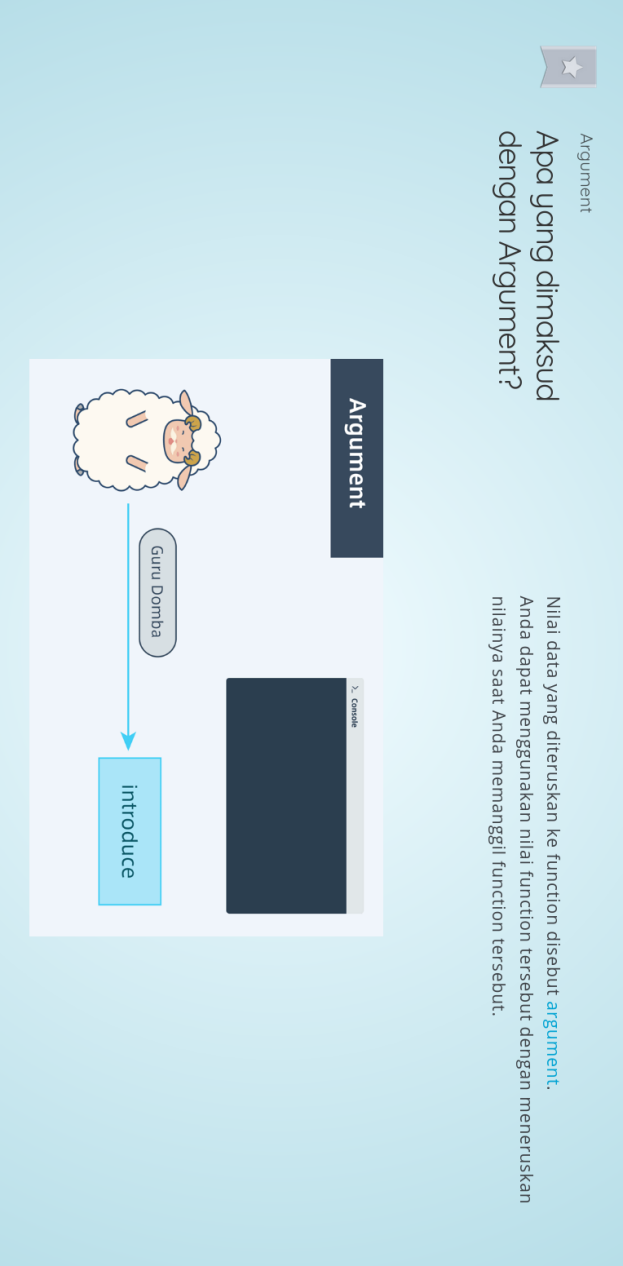 Argument
Apa yang dimaksud
dengan Argument?
Nilai data yang diteruskan ke function disebut argument.
Anda dapat menggunakan nilai function tersebut dengan meneruskan
nilainya saat Anda memanggil function tersebut.
Argument
>_ Console
Guru Domba
introduce